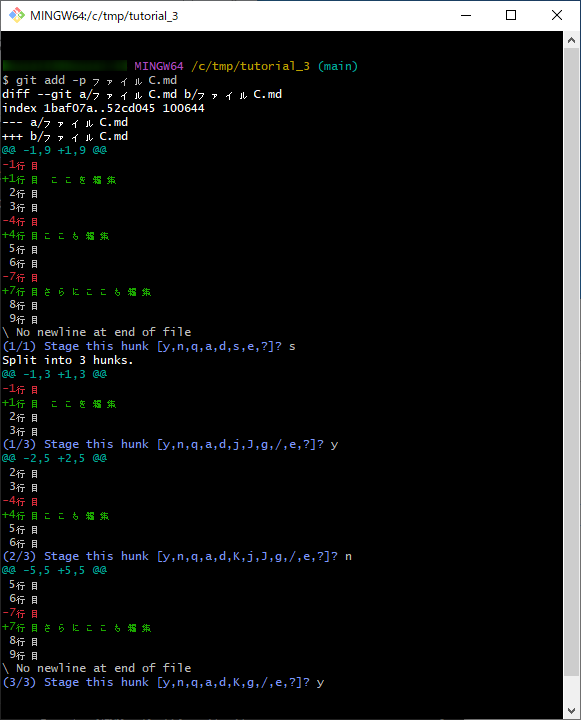 MINGW64:/c/tmp/tutorial_3
MINGW64 /c/tmp/tutorial_3 (main)
$ git add -p ファイル C.md
diff --git a/ファイル C.md b/ファイル C.md
index 1baf07a..52cd045 100644
--- a/ファイル C.md
+++ b/ファイル C.md
@@ -1,9 +1,9 @@
-1行目
+1行目 ここを編集
 2行目
 3行目
-4行目
+4行目ここも編集
 5行目
 6行目
-7行目
+7行目さらにここも編集
 8行目
 9行目
\ No newline at end of file
(1/1) Stage this hunk [y,n,q,a,d,s,e,?]? s
Split into 3 hunks.
@@ -1,3 +1,3 @@
-1行目
+1行目 ここを編集
 2行目
 3行目
(1/3) Stage this hunk [y,n,q,a,d,j,J,g,/,e,?]? y
@@ -2,5 +2,5 @@
 2行目
 3行目
-4行目
+4行目ここも編集
 5行目
 6行目
(2/3) Stage this hunk [y,n,q,a,d,K,j,J,g,/,e,?]? n
@@ -5,5 +5,5 @@
 5行目
 6行目
-7行目
+7行目さらにここも編集
 8行目
 9行目
\ No newline at end of file
(3/3) Stage this hunk [y,n,q,a,d,K,g,/,e,?]? y